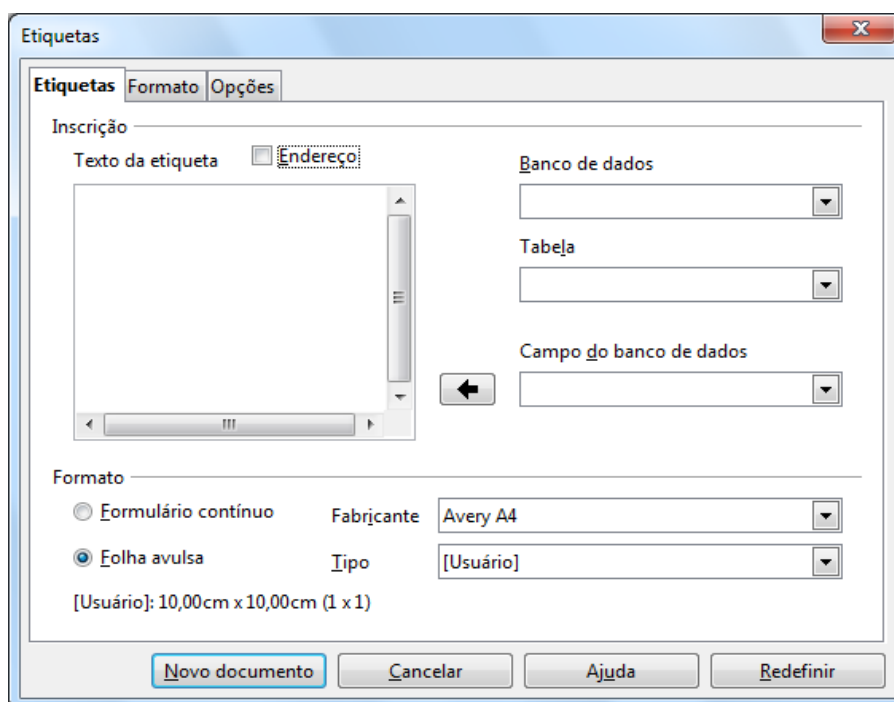 Etiquetas
Etiquetas Formato Opções
Inscrição
Texto da etiqueta
Endereço
Banco de dados
Tabela
Campo do banco de dados
Formato
Formulário contínuo
Fabricante
Avery A4
Folha avulsa
Tipo
[Usuário]
[Usuário]: 10,00cm x 10,00cm (1 x 1)
Novo documento
Cancelar
Ajuda
Redefinir